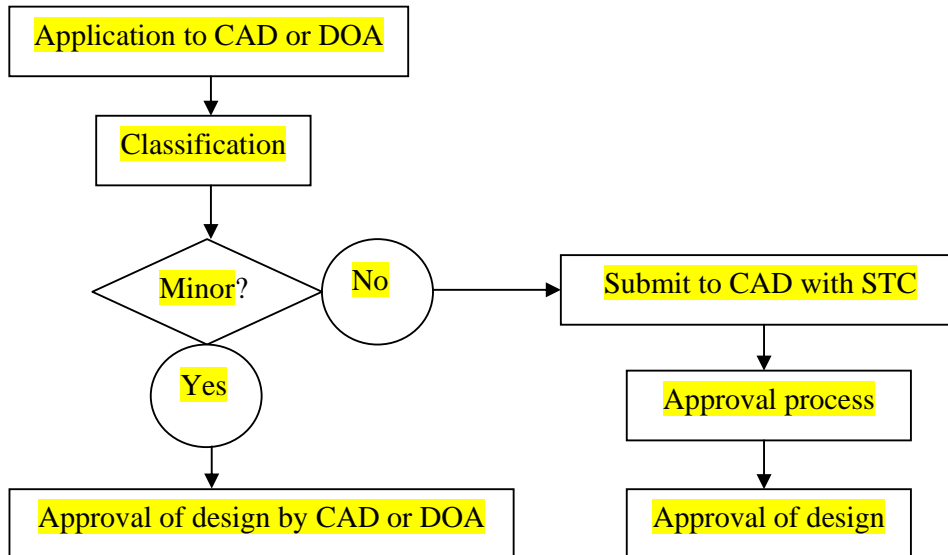 Application to CAD or DOA
Classification
Minor?
No
Submit to CAD with STC
Yes
Approval process
Approval of design by CAD or DOA
Approval of design